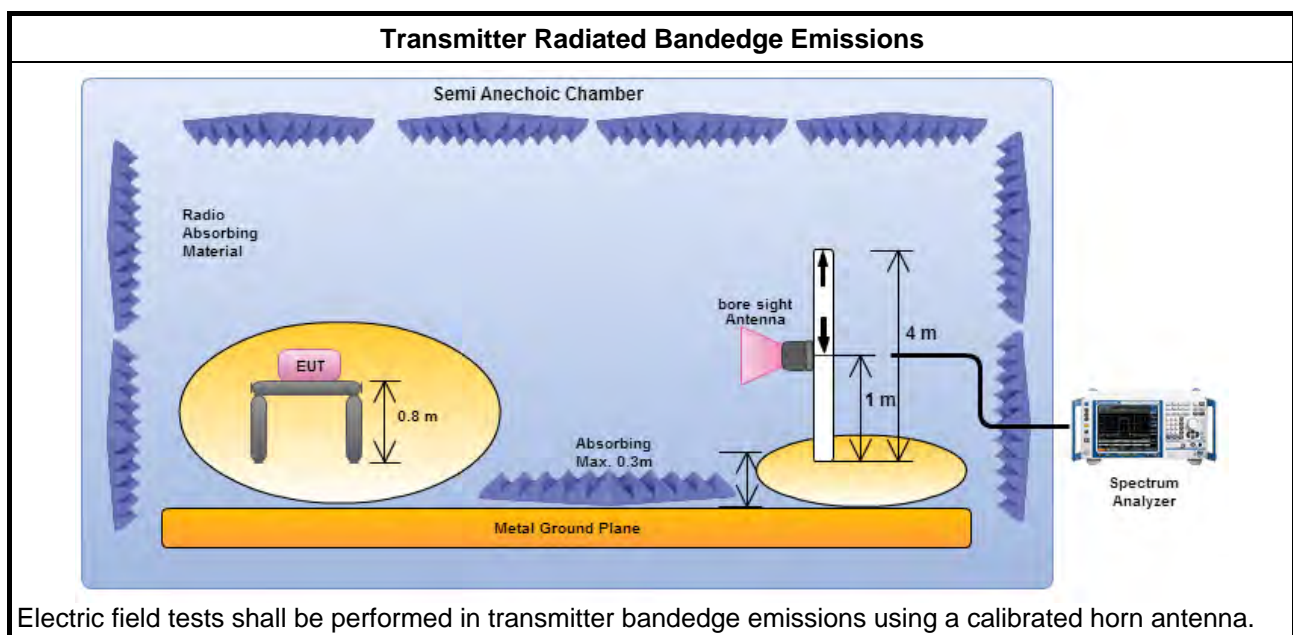 Transmitter Radiated Bandedge Emissions
Semi Anechoic Chamber
Radio
Absorbing
Material
bore sight
Antenna
4 m
EUT
0.8 m
1 m
Absorbing
Max. 0.3m
Spectrum
Analyzer
Metal Ground Plane
Electric field tests shall be performed in transmitter bandedge emissions using a calibrated horn antenna.